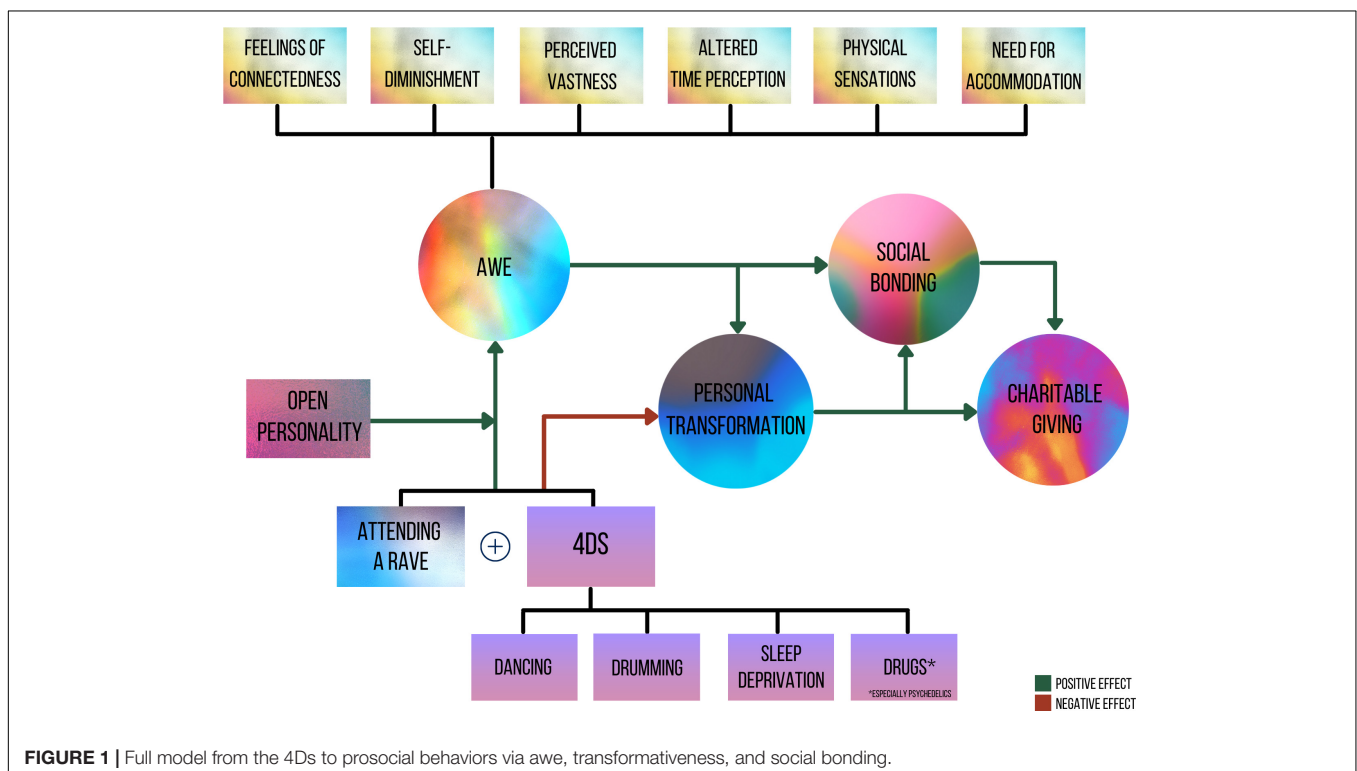 FEELINGS OF
CONNECTEDNESS
SELF-
DIMINISHMENT
PERCEIVED
VASTNESS
ALTERED
TIME PERCEPTION
PHYSICAL
SENSATIONS
NEED FOR
ACCOMMODATION
AWE
SOCIAL
BONDING
OPEN
PERSONALITY
PERSONAL
TRANSFORMATION
CHARITABLE
GIVING
ATTENDING
A RAVE
+
4DS
DANCING
DRUMMING
SLEEP
DEPRIVATION
DRUGS*
*ESPECIALLY PSYCHEDELICS
POSITIVE EFFECT
NEGATIVE EFFECT
FIGURE 1 | Full model from the 4Ds to prosocial behaviors via awe, transformativeness, and social bonding.